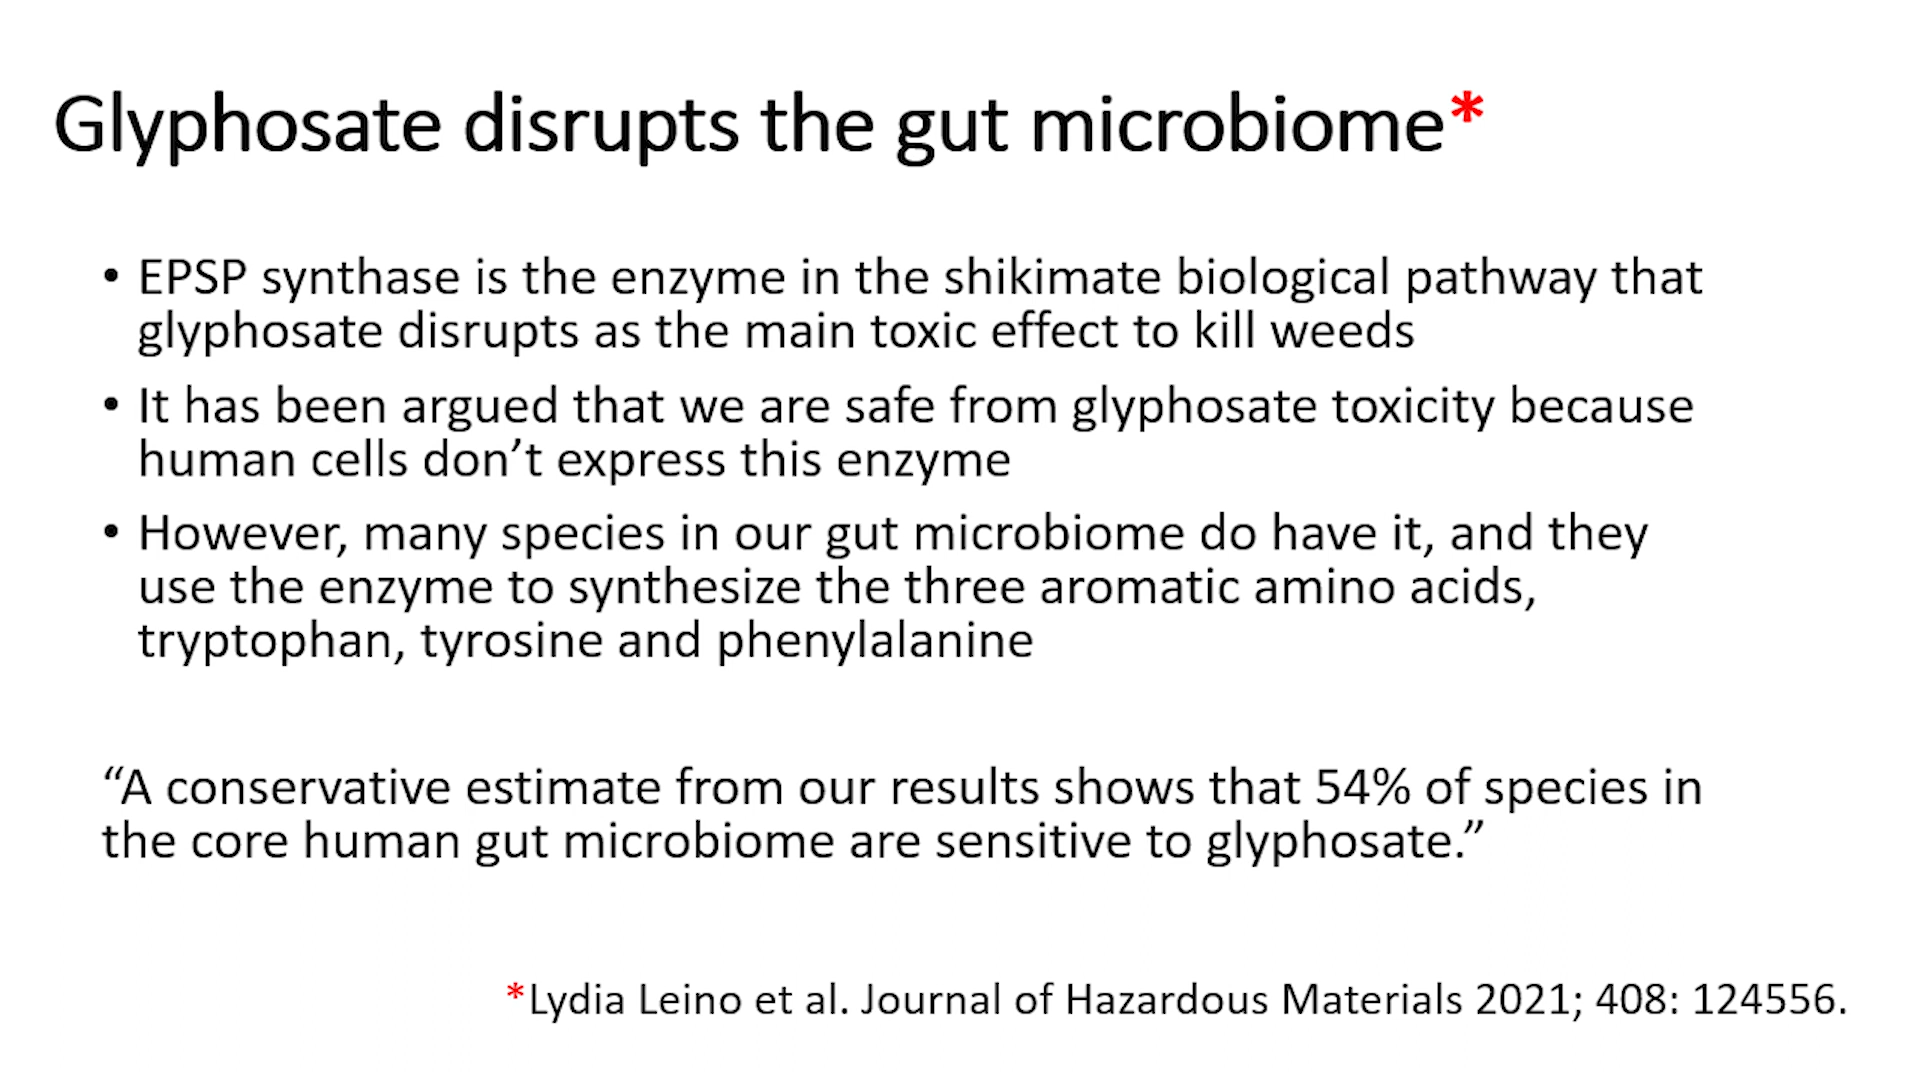 Glyphosate disrupts the gut microbiome*
• EPSP synthase is the enzyme in the shikimate biological pathway that
glyphosate disrupts as the main toxic effect to kill weeds
• It has been argued that we are safe from glyphosate toxicity because
human cells don’t express this enzyme
• However, many species in our gut microbiome do have it, and they
use the enzyme to synthesize the three aromatic amino acids,
tryptophan, tyrosine and phenylalanine
“A conservative estimate from our results shows that 54% of species in
the core human gut microbiome are sensitive to glyphosate.”
*Lydia Leino et al. Journal of Hazardous Materials 2021; 408: 124556.